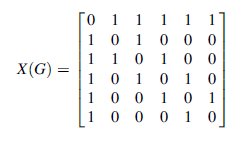 0 1 1 1 1 1
1 0 1 0 0 0
1 1 0 1 0 0
X(G) =
1 0 1 0 1 0
1 0 0 1 0 1
1 0 0 0 1 0